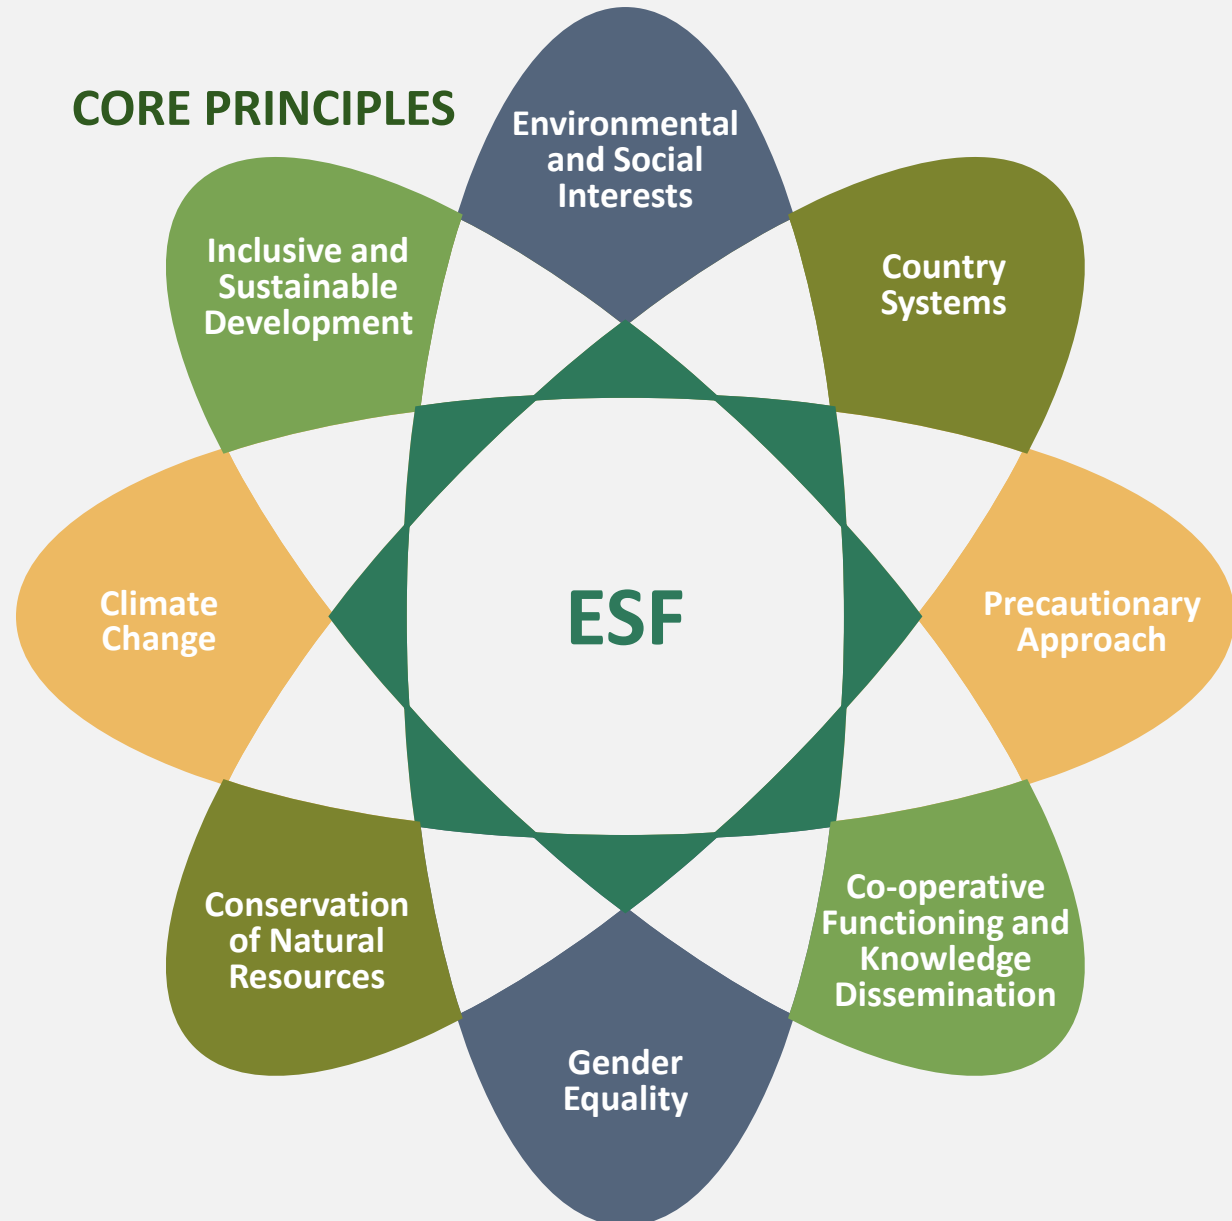 CORE PRINCIPLES
Environmental
and Social
Interests
Country
Systems
Precautionary
Approach
Co-operative
Functioning and
Knowledge
Dissemination
Gender
Equality
Conservation
of Natural
Resources
Climate
Change
Inclusive and
Sustainable
Development
ESF